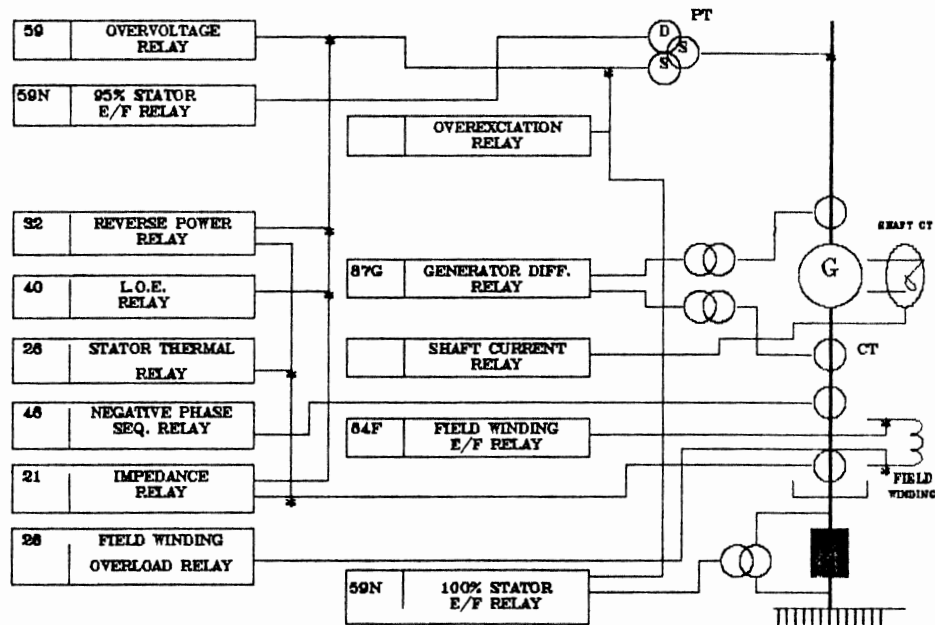 PT
59 OVERVOLTAGE
RELAY
D
S
S
59N 95% STATOR
E/F RELAY
OVEREXCIATION
RELAY
32 REVERSE POWER
RELAY
SHAFT CT
87G GENERATOR DIFF.
RELAY
G
40 L.O.E.
RELAY
26 STATOR THERMAL
RELAY
SHAFT CURRENT
RELAY
CT
46 NEGATIVE PHASE
SEQ. RELAY
64F FIELD WINDING
E/F RELAY
21 IMPEDANCE
RELAY
FIELD
WINDING
26 FIELD WINDING
OVERLOAD RELAY
59N 100% STATOR
E/F RELAY